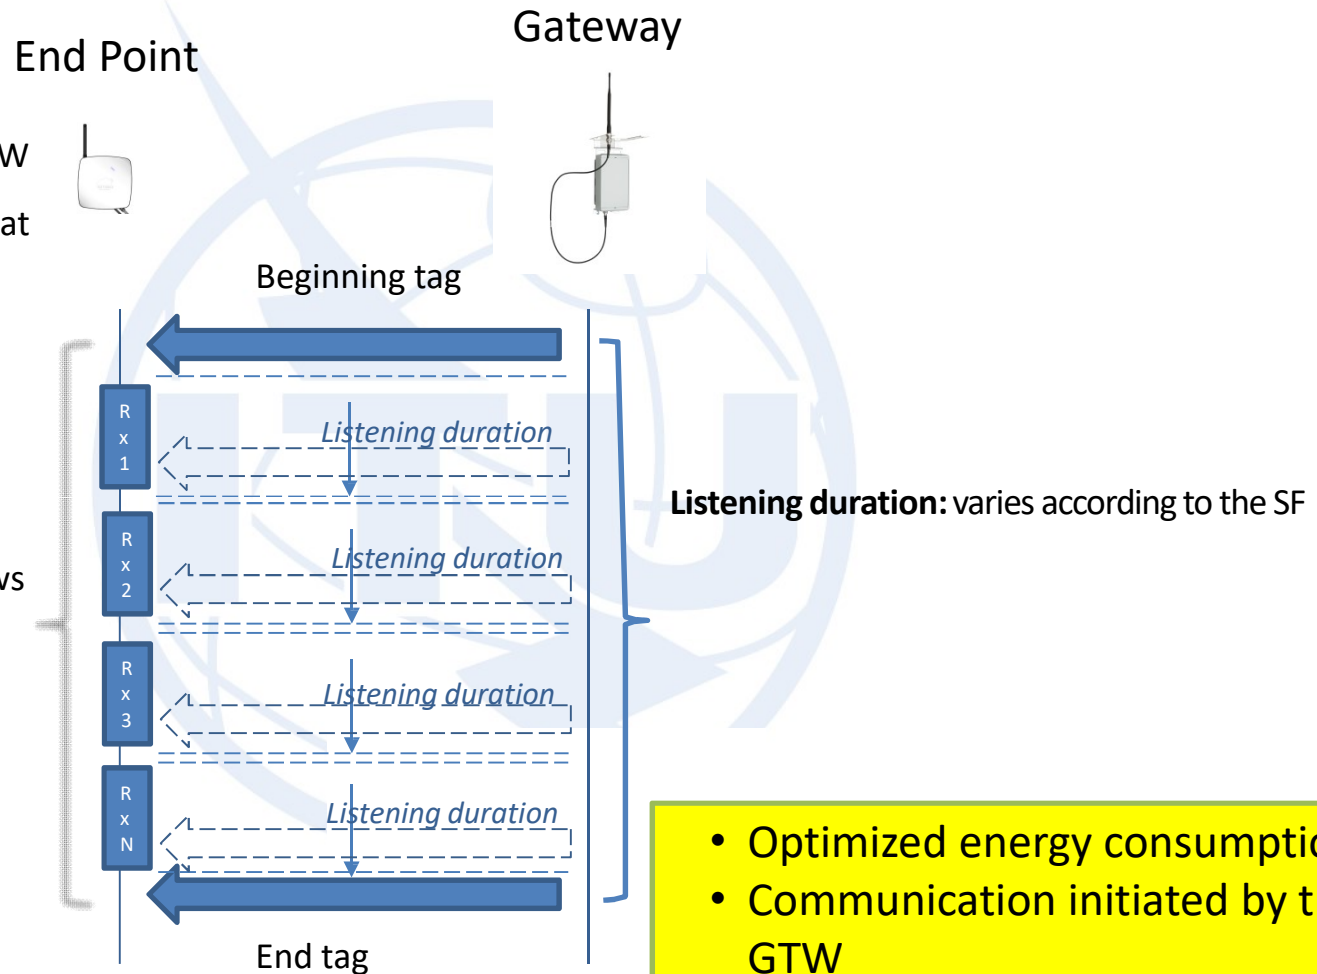 Gateway
End Point
W
at
Beginning tag
R
x
1
Listening duration
Listening duration: varies according to the SF
R
x
2
Listening duration
vs
R
x
3
Listening duration
R
x
N
Listening duration
• Optimized energy consumptio
• Communication initiated by t
GTW
End tag
ITU